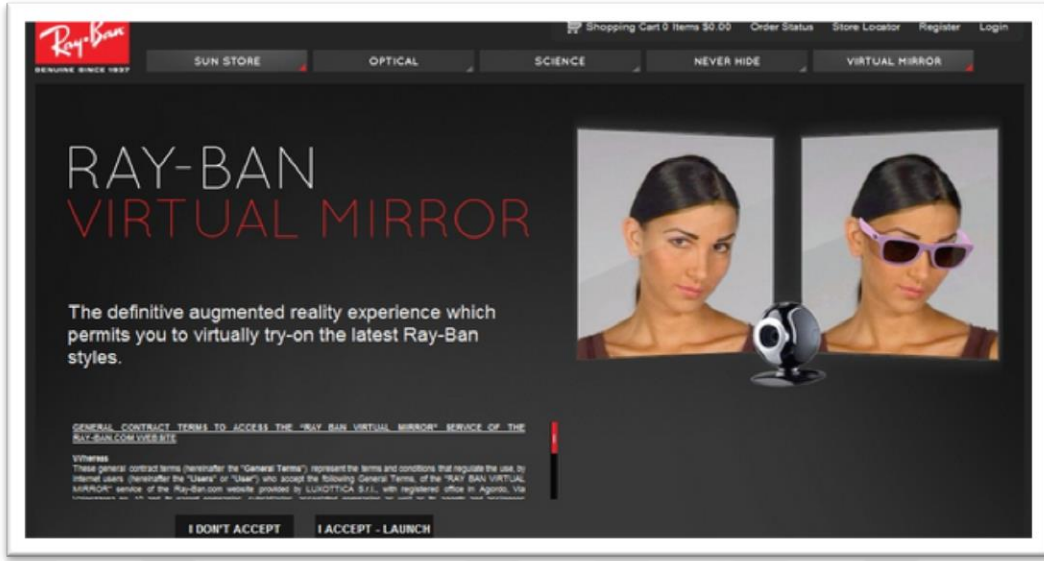 Ray-Ban
GENUINE SINCE 1937
Shopping Cart 0 Items $0.00 Order Status Store Locator Register Login
SUN STORE OPTICAL SCIENCE NEVER HIDE VIRTUAL MIRROR
RAY-BAN
VIRTUAL MIRROR
The definitive augmented reality experience which
permits you to virtually try-on the latest Ray-Ban
styles.
GENERAL CONTRACT TERMS TO ACCESS THE "RAY BAN VIRTUAL MIRROR" SERVICE OF THE
RAY-BAN.COM WEBSITE
Whereas
These general contract terms (hereinafter the "General Terms") represent the terms and conditions that regulate the use, by
internet users (hereinafter the "Users" or "User") who accept the following General Terms, of the "RAY BAN VIRTUAL
MIRROR" service of the Ray-Ban.com website provided by LUXOTTICA S.r.l., with registered office in Agordo, Via
I DON'T ACCEPT I ACCEPT - LAUNCH